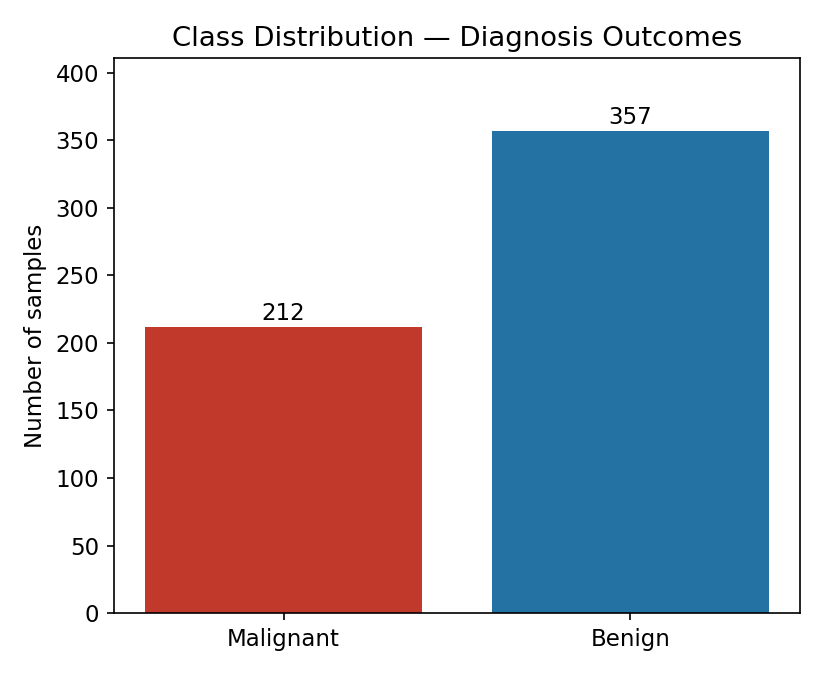 Class Distribution — Diagnosis Outcomes
Number of samples
400
350
300
250
200
150
100
50
0
212
357
Malignant
Benign